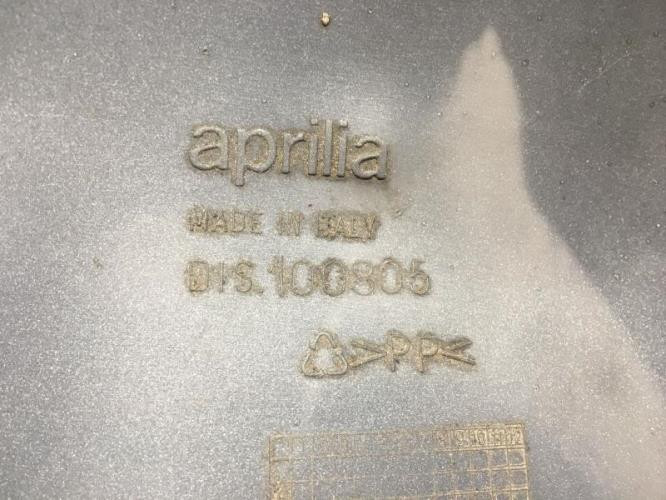 aprilia
MADE IN ITALY
DIS. 100805
>PP<